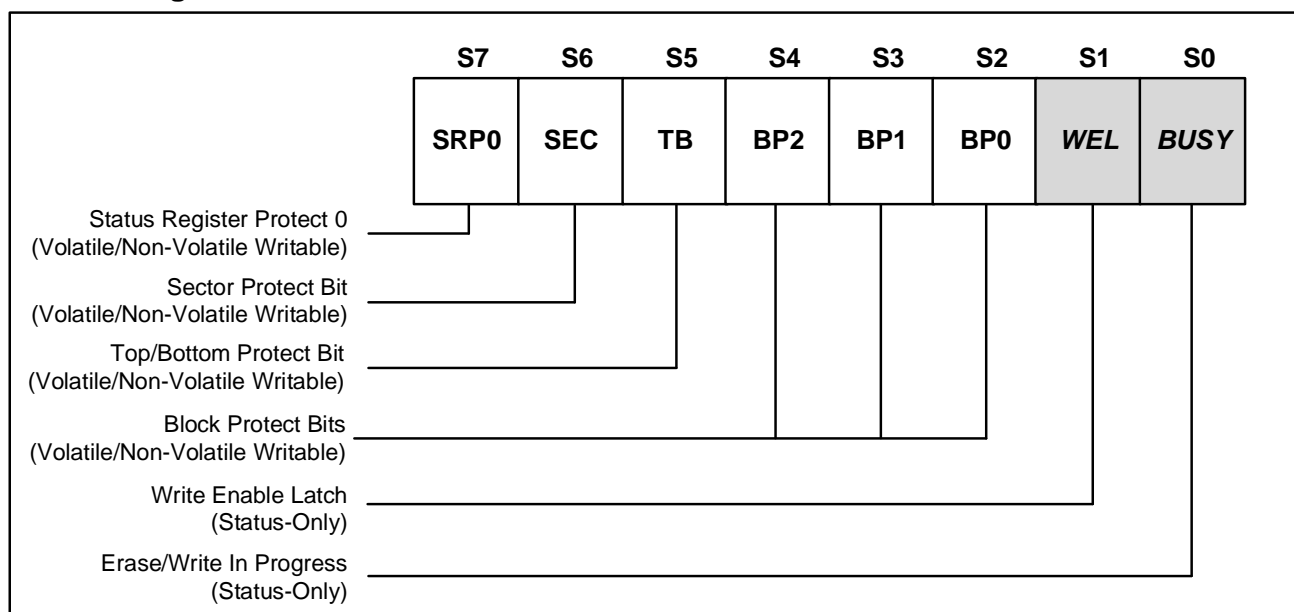 S7 S6 S5 S4 S3 S2 S1 S0
SRP0 SEC TB BP2 BP1 BP0 WEL BUSY
Status Register Protect 0
(Volatile/Non-Volatile Writable)
Sector Protect Bit
(Volatile/Non-Volatile Writable)
Top/Bottom Protect Bit
(Volatile/Non-Volatile Writable)
Block Protect Bits
(Volatile/Non-Volatile Writable)
Write Enable Latch
(Status-Only)
Erase/Write In Progress
(Status-Only)